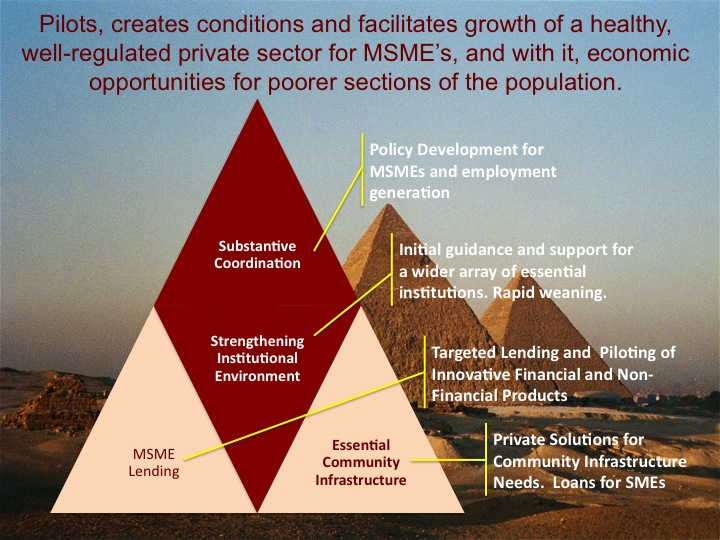 Pilots, creates conditions and facilitates growth of a healthy,
well-regulated private sector for MSME's, and with it, economic
opportunities for poorer sections of the population.
Policy Development for
MSMEs and employment
generation
Substantive
Coordination
Initial guidance and support for
a wider array of essential
institutions. Rapid weaning.
Strengthening
Institutional
Environment
Targeted Lending and  Piloting of
Innovative Financial and Non-
Financial Products
MSME
Lending
Essential
Community
Infrastructure
Private Solutions for
Community Infrastructure
Needs.  Loans for SMEs